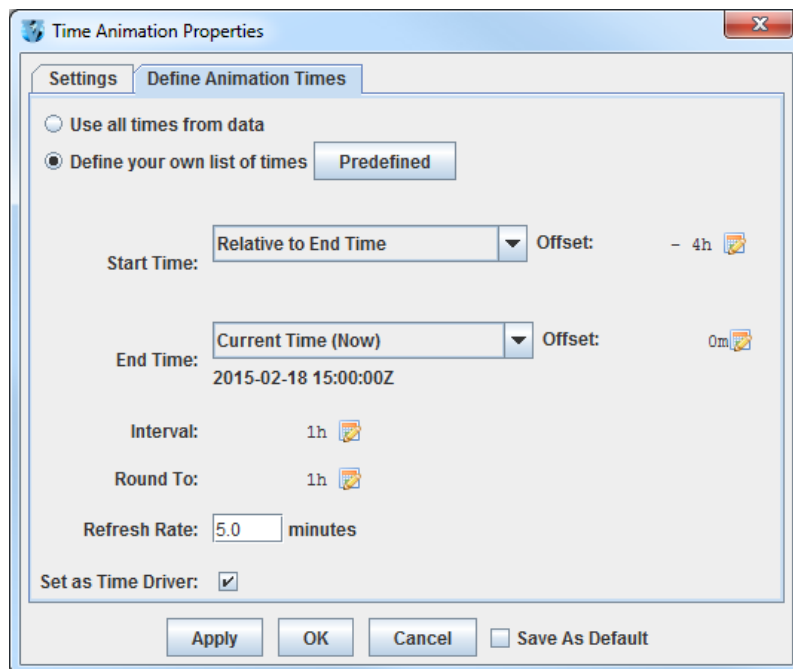 Time Animation Properties
Settings
Define Animation Times
Use all times from data
Define your own list of times
Predefined
Start Time:
Relative to End Time
Offset:
- 4h
End Time:
Current Time (Now)
Offset:
0m
2015-02-18 15:00:00Z
Interval:
1h
Round To:
1h
Refresh Rate:
5.0
minutes
Set as Time Driver:
Apply
OK
Cancel
Save As Default